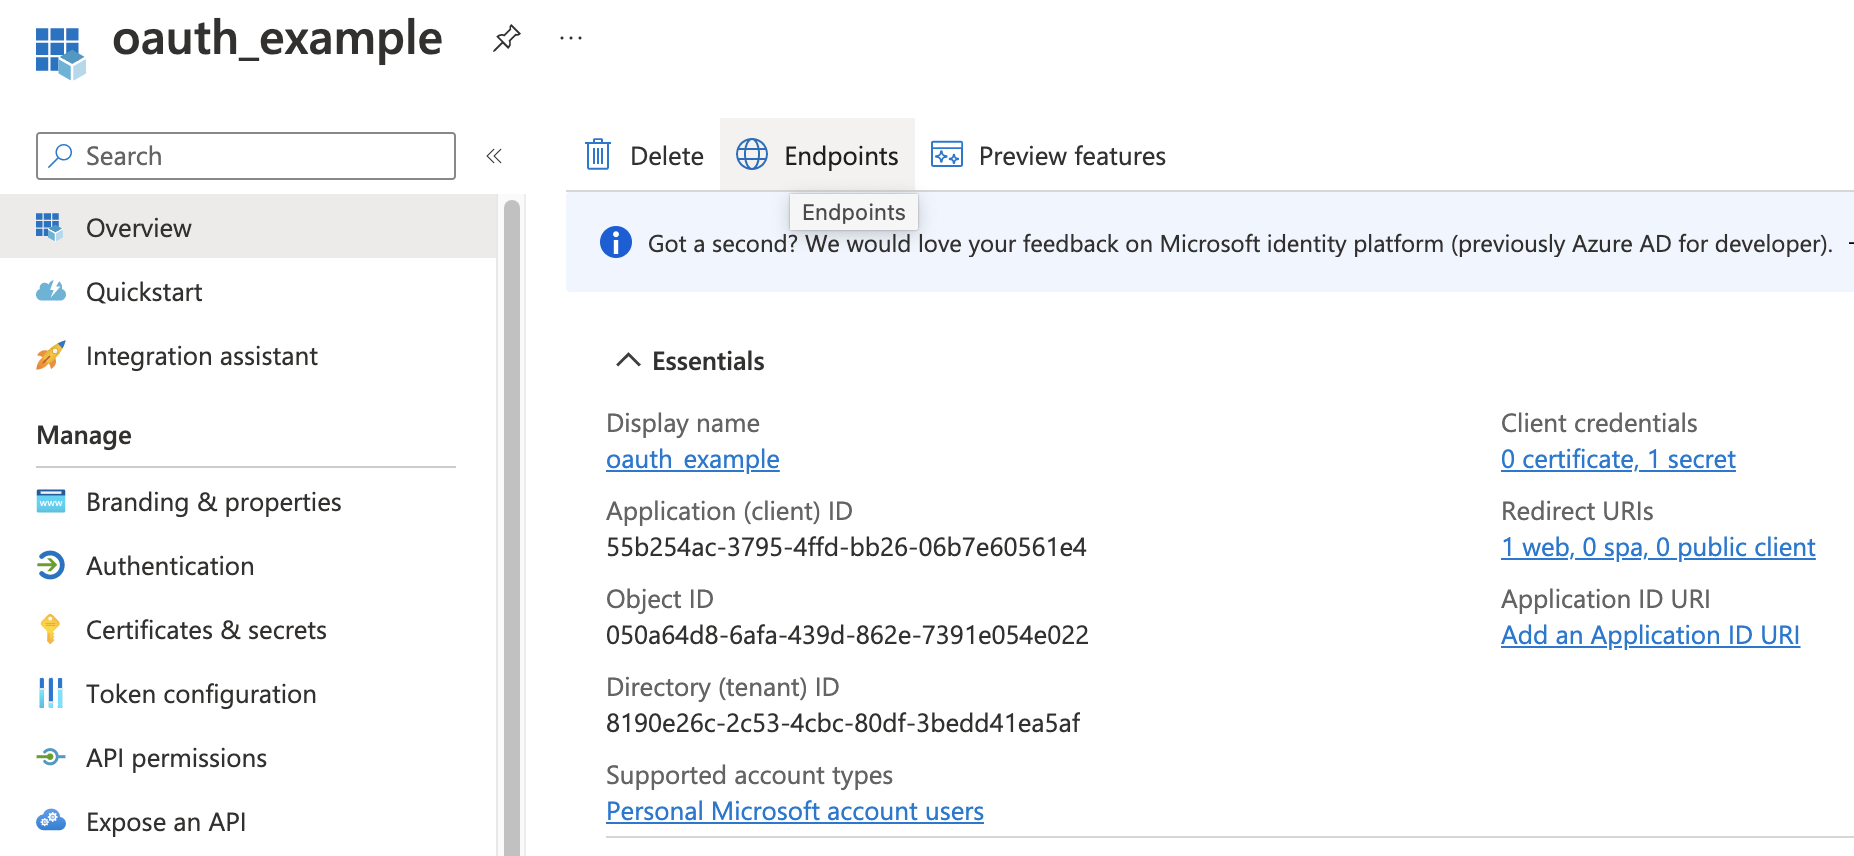 oauth_example
Search
Overview
Quickstart
Integration assistant
Manage
Branding & properties
Authentication
Certificates & secrets
Token configuration
API permissions
Expose an API
Delete
Endpoints
Preview features
Endpoints
Got a second? We would love your feedback on Microsoft identity platform (previously Azure AD for developer).
Essentials
Display name
oauth_example
Application (client) ID
55b254ac-3795-4ffd-bb26-06b7e60561e4
Object ID
050a64d8-6afa-439d-862e-7391e054e022
Directory (tenant) ID
8190e26c-2c53-4cbc-80df-3bedd41ea5af
Supported account types
Personal Microsoft account users
Client credentials
0 certificate, 1 secret
Redirect URIs
1 web, 0 spa, 0 public client
Application ID URI
Add an Application ID URI